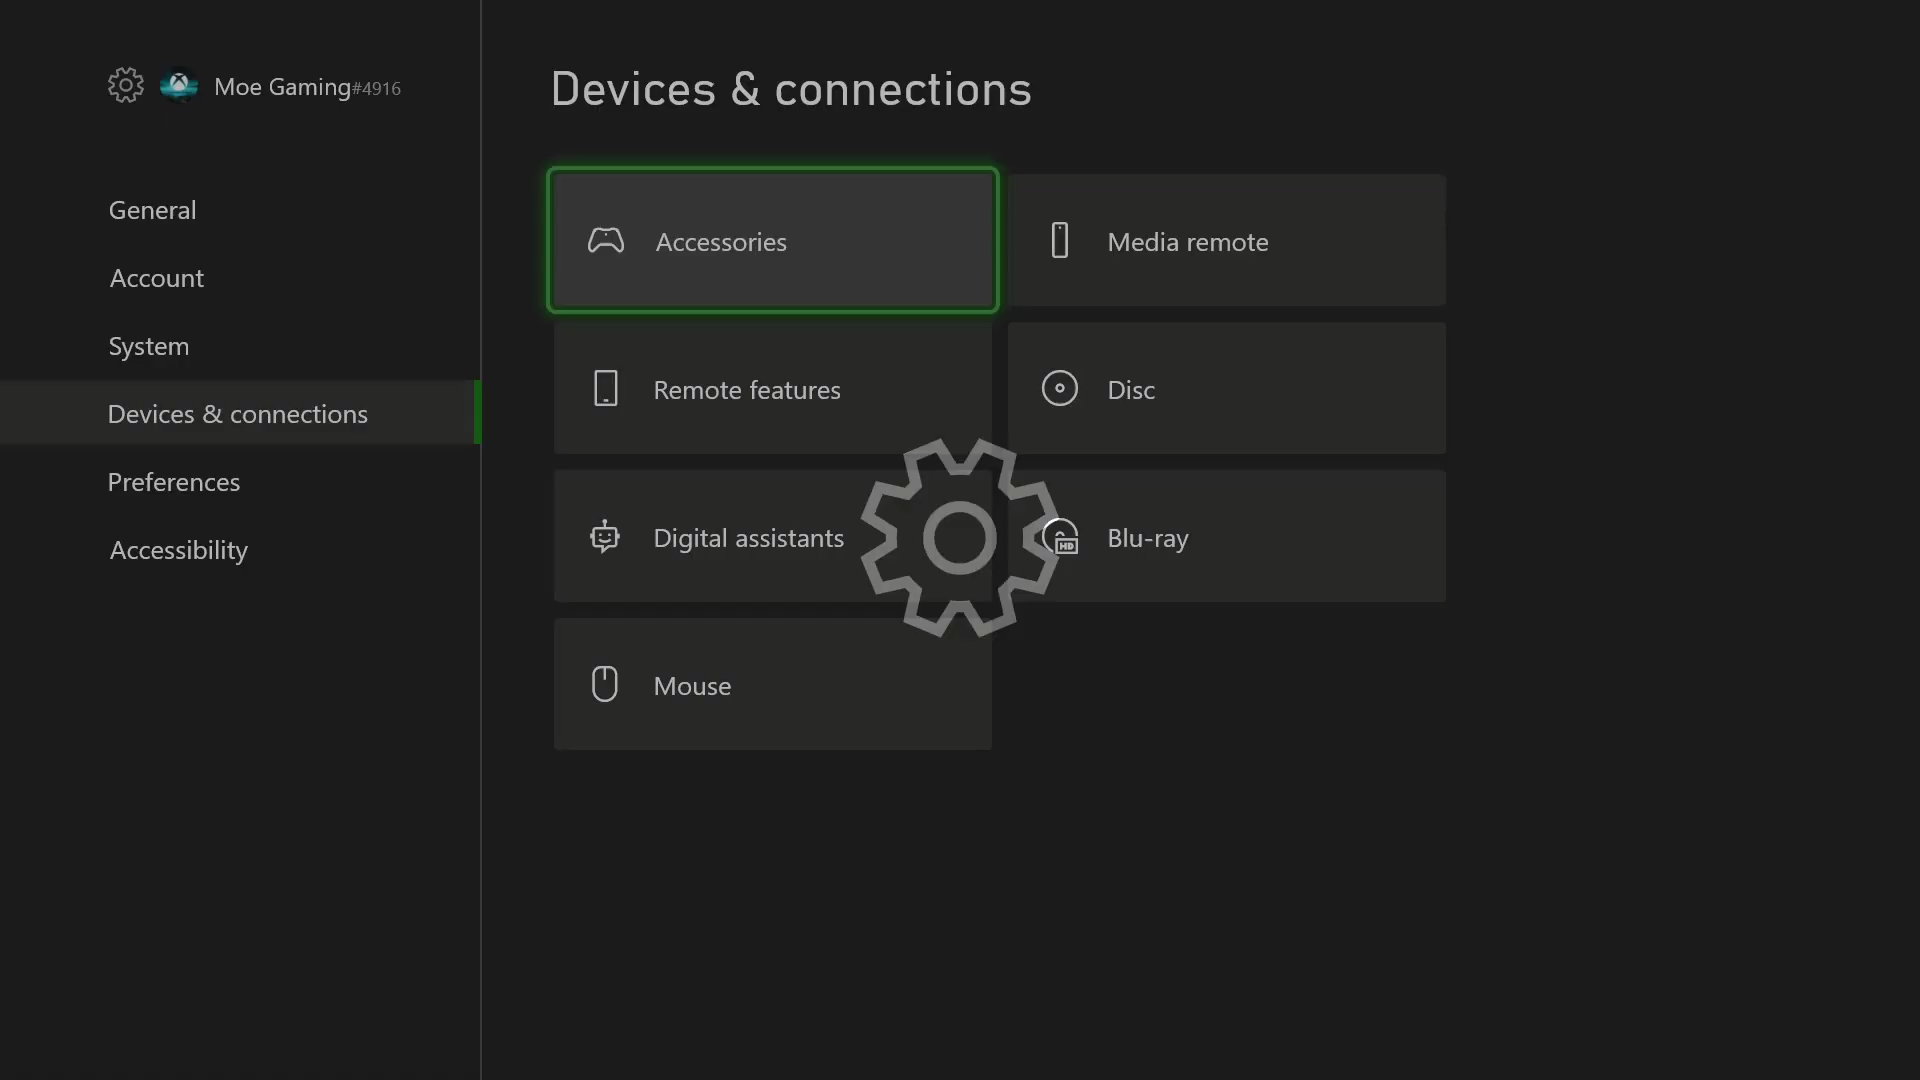 Moe Gaming#4916
General
Account
System
Devices & connections
Preferences
Accessibility
Devices & connections
Accessories
Media remote
Remote features
Disc
Digital assistants
HD
Blu-ray
Mouse